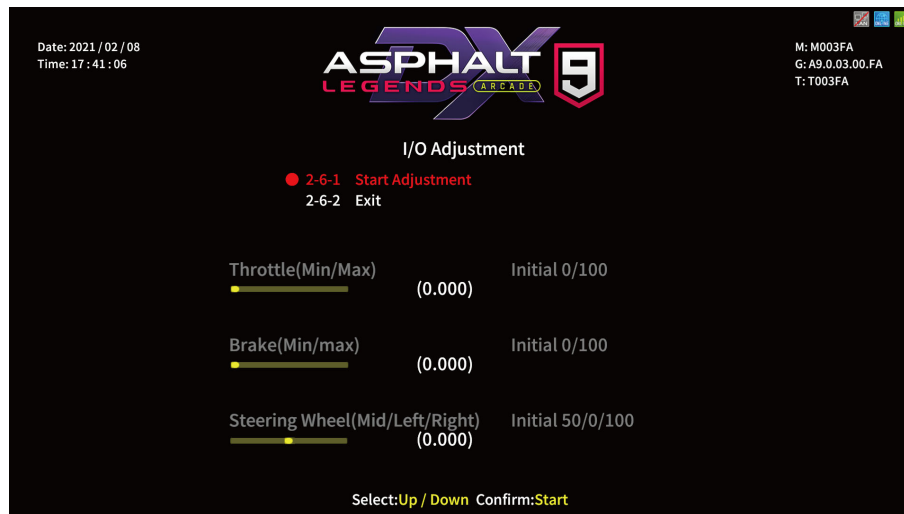 Date: 2021 / 02 / 08
Time: 17 : 41 : 06
M: M003FA
G: A9.0.03.00.FA
T: T003FA
ASPHALT 9
LEGENDS ARCADE DX
I/O Adjustment
2-6-1 Start Adjustment
2-6-2 Exit
Throttle(Min/Max) Initial 0/100
(0.000)
Brake(Min/max) Initial 0/100
(0.000)
Steering Wheel(Mid/Left/Right) Initial 50/0/100
(0.000)
Select:Up / Down Confirm:Start